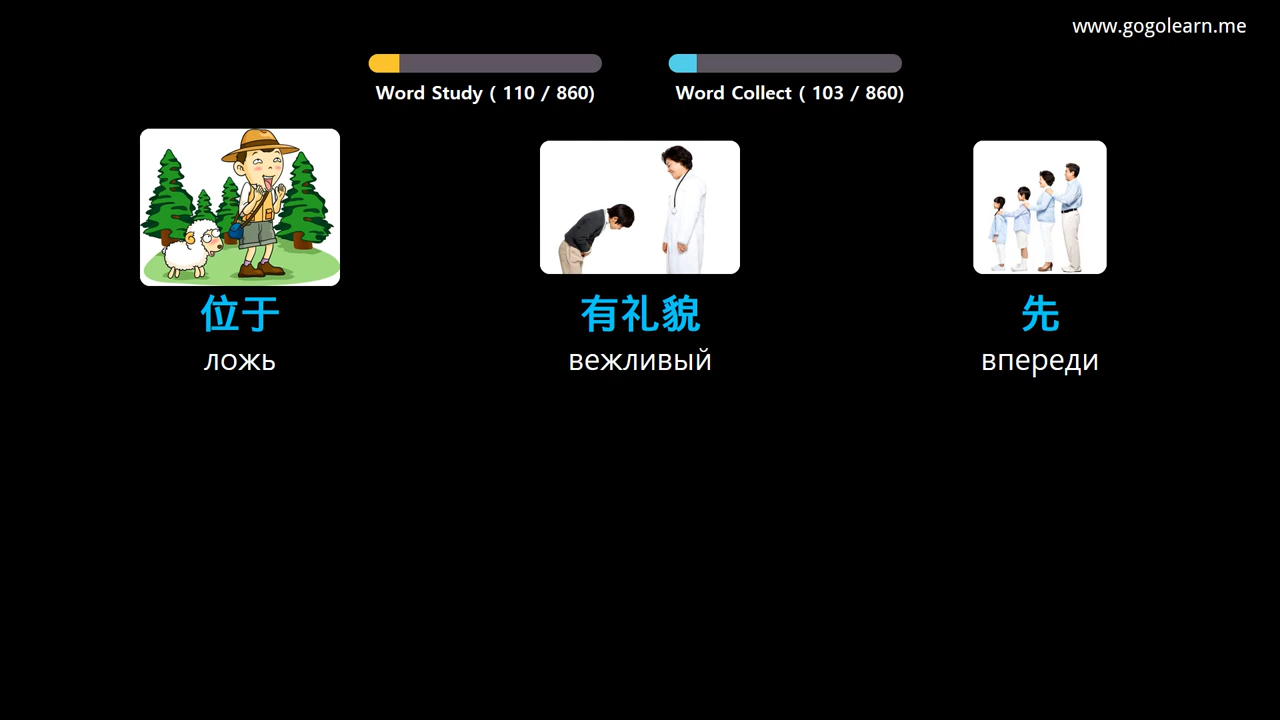 www.gogolearn.me
Word Study ( 110 / 860)
Word Collect ( 103 / 860)
位于
ложь
有礼貌
вежливый
先
впереди